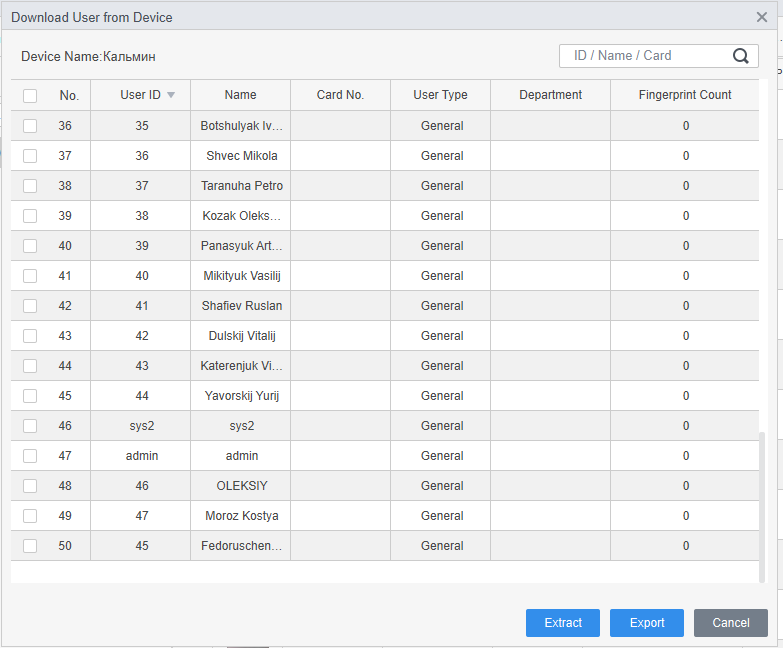 Download User from Device
Device Name:Кальмин
ID / Name / Card
No. User ID Name Card No. User Type Department Fingerprint Count
36 35 Botshulyak Iv... General 0
37 36 Shvec Mikola General 0
38 37 Taranuha Petro General 0
39 38 Kozak Oleks... General 0
40 39 Panasyuk Art... General 0
41 40 Mikityuk Vasilij General 0
42 41 Shafiev Ruslan General 0
43 42 Dulskij Vitalij General 0
44 43 Katerenjuk Vi... General 0
45 44 Yavorskij Yurij General 0
46 sys2 sys2 General 0
47 admin admin General 0
48 46 OLEKSIY General 0
49 47 Moroz Kostya General 0
50 45 Fedoruschen... General 0
Extract Export Cancel